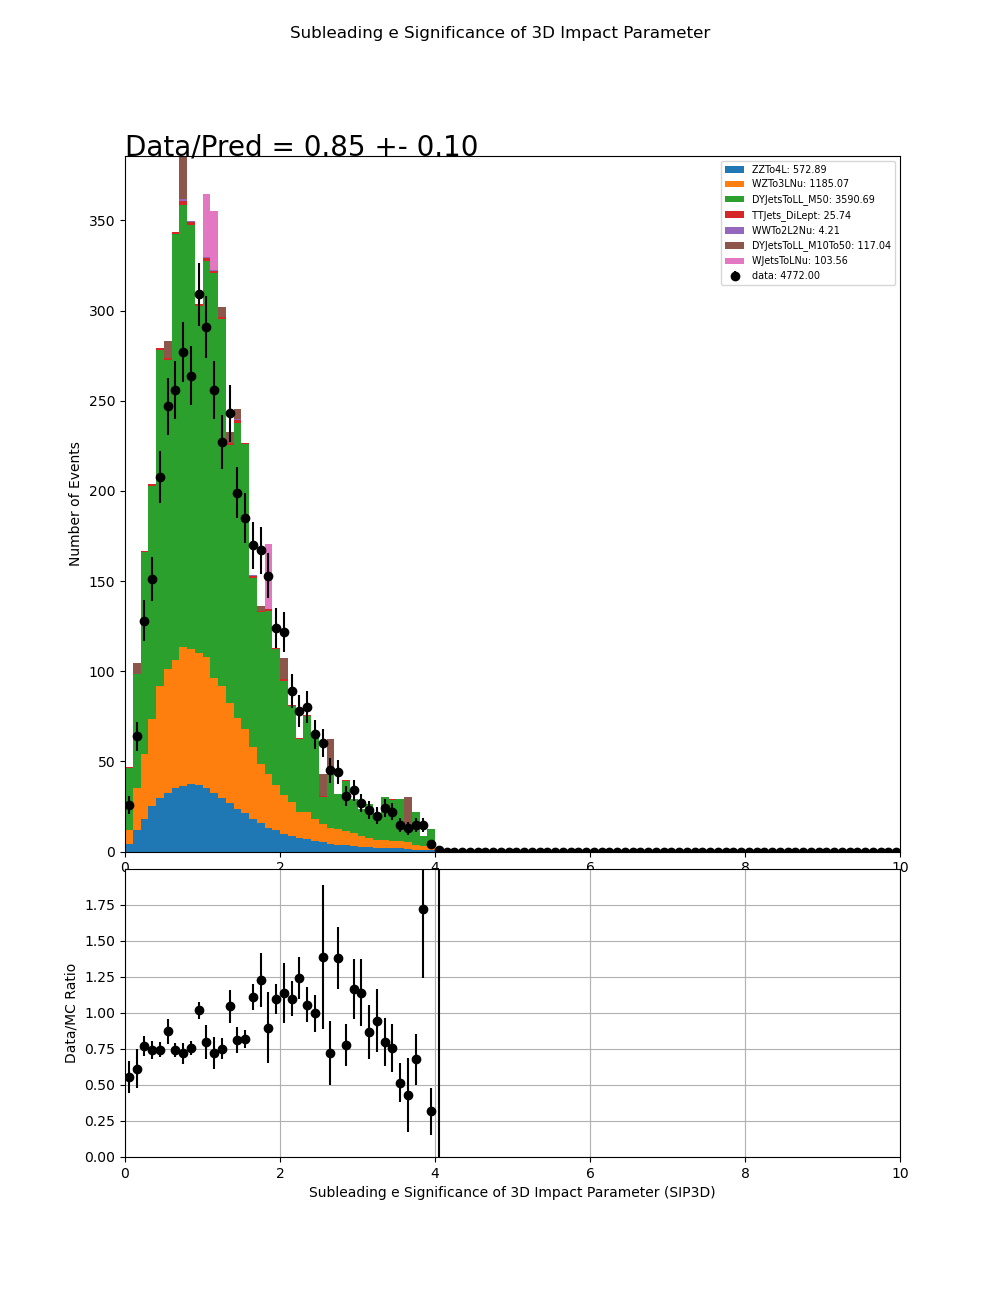 Subleading e Significance of 3D Impact Parameter
Data/Pred = 0.85 +- 0.10
ZZTo4L: 572.89
WZTo3LNu: 1185.07
DYJetsToLL_M50: 3590.69
TTJets_DiLept: 25.74
WWTo2L2Nu: 4.21
DYJetsToLL_M10To50: 117.04
WJetsToLNu: 103.56
data: 4772.00
Number of Events
350
300
250
200
150
100
50
0
0 2 4 6 8 10
Data/MC Ratio
1.75
1.50
1.25
1.00
0.75
0.50
0.25
0.00
0 2 4 6 8 10
Subleading e Significance of 3D Impact Parameter (SIP3D)